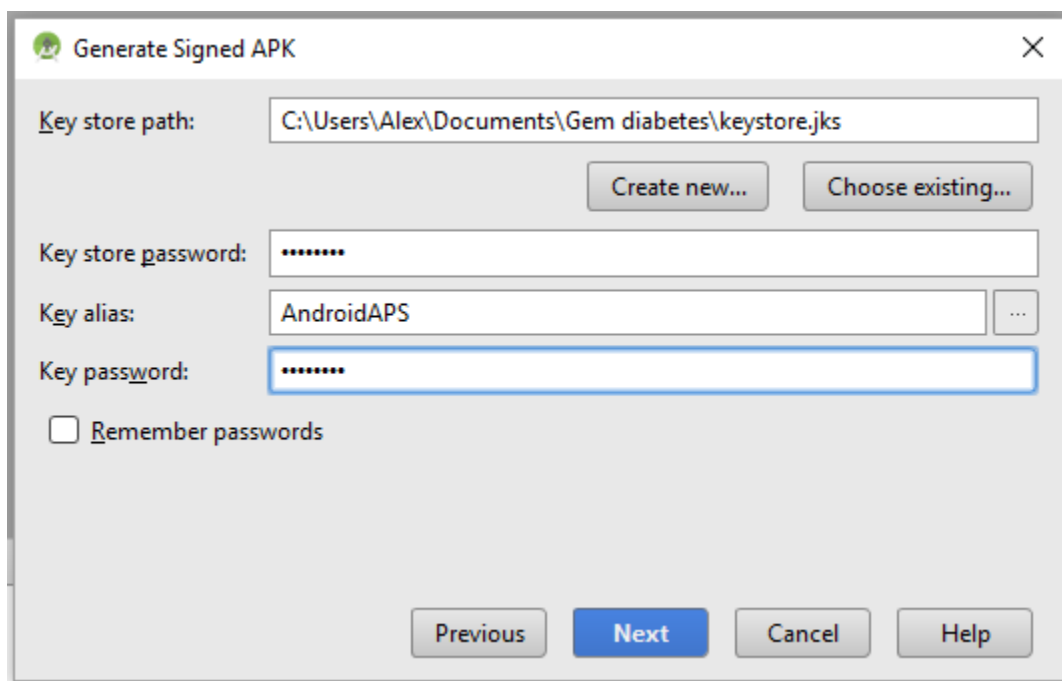 Generate Signed APK
Key store path: C:\Users\Alex\Documents\Gem diabetes\keystore.jks
Create new... Choose existing...
Key store password: ••••••••
Key alias: AndroidAPS ...
Key password: ••••••••
Remember passwords
Previous Next Cancel Help